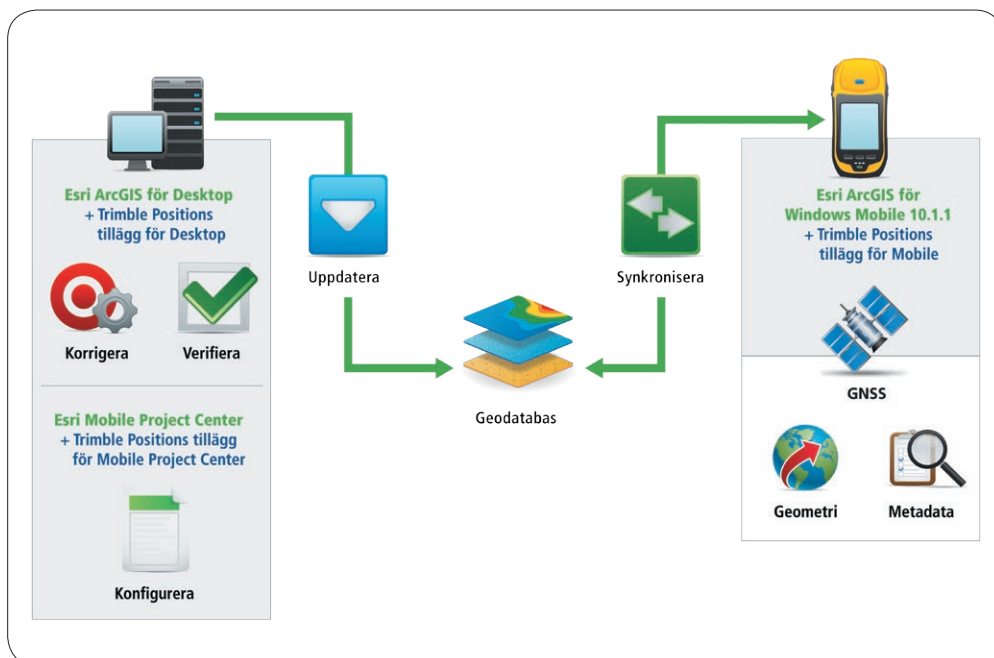 Esri ArcGIS för Desktop
+ Trimble Positions
tillägg för Desktop
Korrigera
Verifiera
Esri Mobile Project Center
+ Trimble Positions tillägg
för Mobile Project Center
Konfigurera
Uppdatera
Geodatabas
Synkronisera
Esri ArcGIS för
Windows Mobile 10.1.1
+ Trimble Positions
tillägg för Mobile
GNSS
Geometri
Metadata